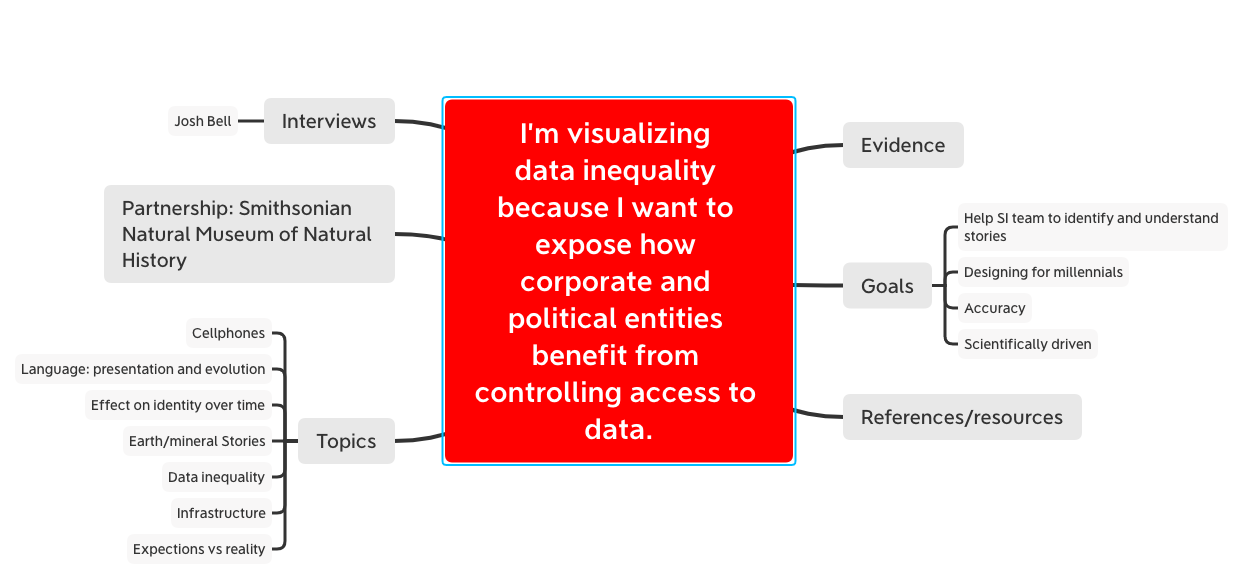 I'm visualizing
data inequality
because I want to
expose how
corporate and
political entities
benefit from
controlling access to
data.
Interviews
Josh Bell
Partnership: Smithsonian
Natural Museum of Natural
History
Topics
Cellphones
Language: presentation and evolution
Effect on identity over time
Earth/mineral Stories
Data inequality
Infrastructure
Expections vs reality
Evidence
Goals
Help SI team to identify and understand
stories
Designing for millennials
Accuracy
Scientifically driven
References/resources